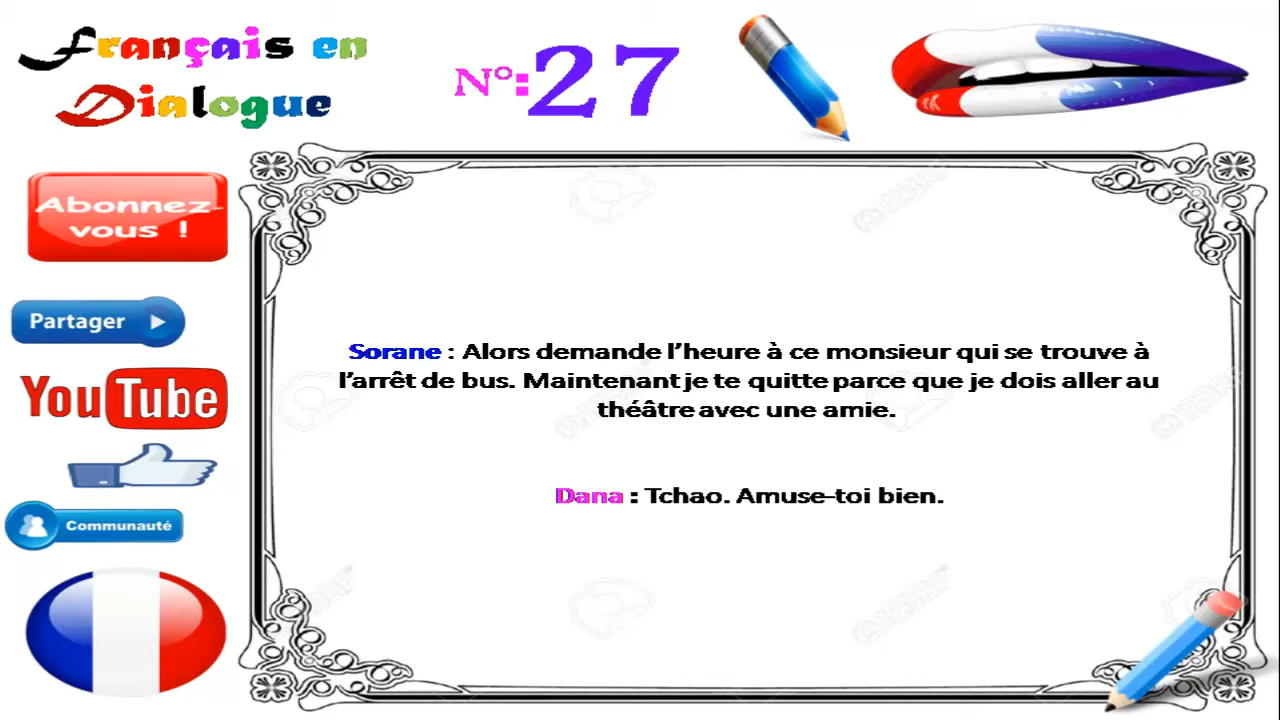 Français en
Dialogue
N°:27
Abonnez-
vous !
Partager
YouTube
Communauté
Sorane : Alors demande l’heure à ce monsieur qui se trouve à
l’arrêt de bus. Maintenant je te quitte parce que je dois aller au
théâtre avec une amie.
Dana : Tchao. Amuse-toi bien.